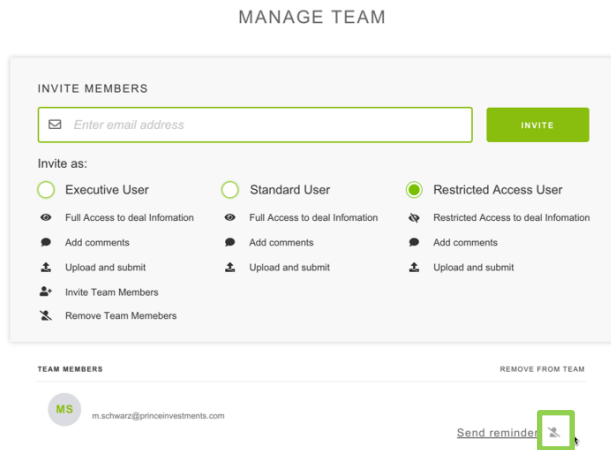 MANAGE TEAM
INVITE MEMBERS
Enter email address
INVITE
Invite as:
Executive User Standard User Restricted Access User
Full Access to deal Infomation Full Access to deal Infomation Restricted Access to deal Infomation
Add comments Add comments Add comments
Upload and submit Upload and submit Upload and submit
Invite Team Members
Remove Team Memebers
TEAM MEMBERS REMOVE FROM TEAM
MS
m.schwarz@princeinvestments.com
Send reminder